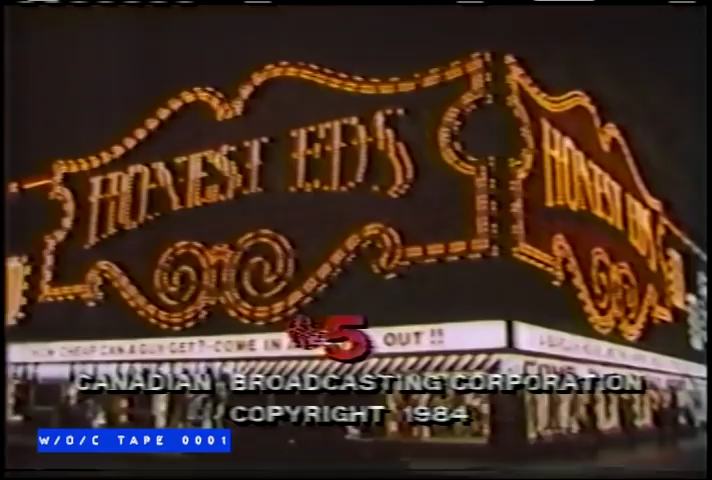 HONEST ED'S
HONEST ED'S
HOW CHEAP CAN A GUY GET?-COME IN
OUT
5
CANADIAN BROADCASTING CORPORATION
COPYRIGHT 1984
W/O/C TAPE 0001